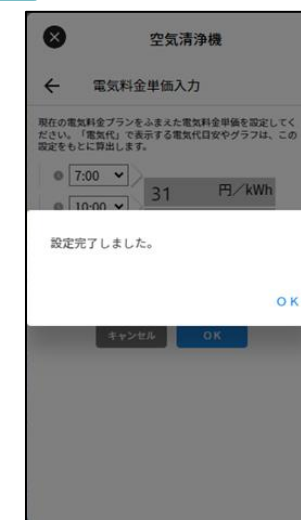 空気清浄機
電気料金単価入力
現在の電気料金プランをふまえた電気料金単価を設定してく
ださい。「電気代」で表示する電気代目安やグラフは、この
設定をもとに算出します。
7:00
31 円/kWh
10:00
設定完了しました。
OK
キャンセル OK